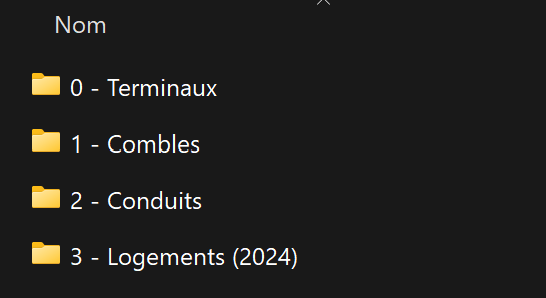 Nom
0 - Terminaux
1 - Combles
2 - Conduits
3 - Logements (2024)